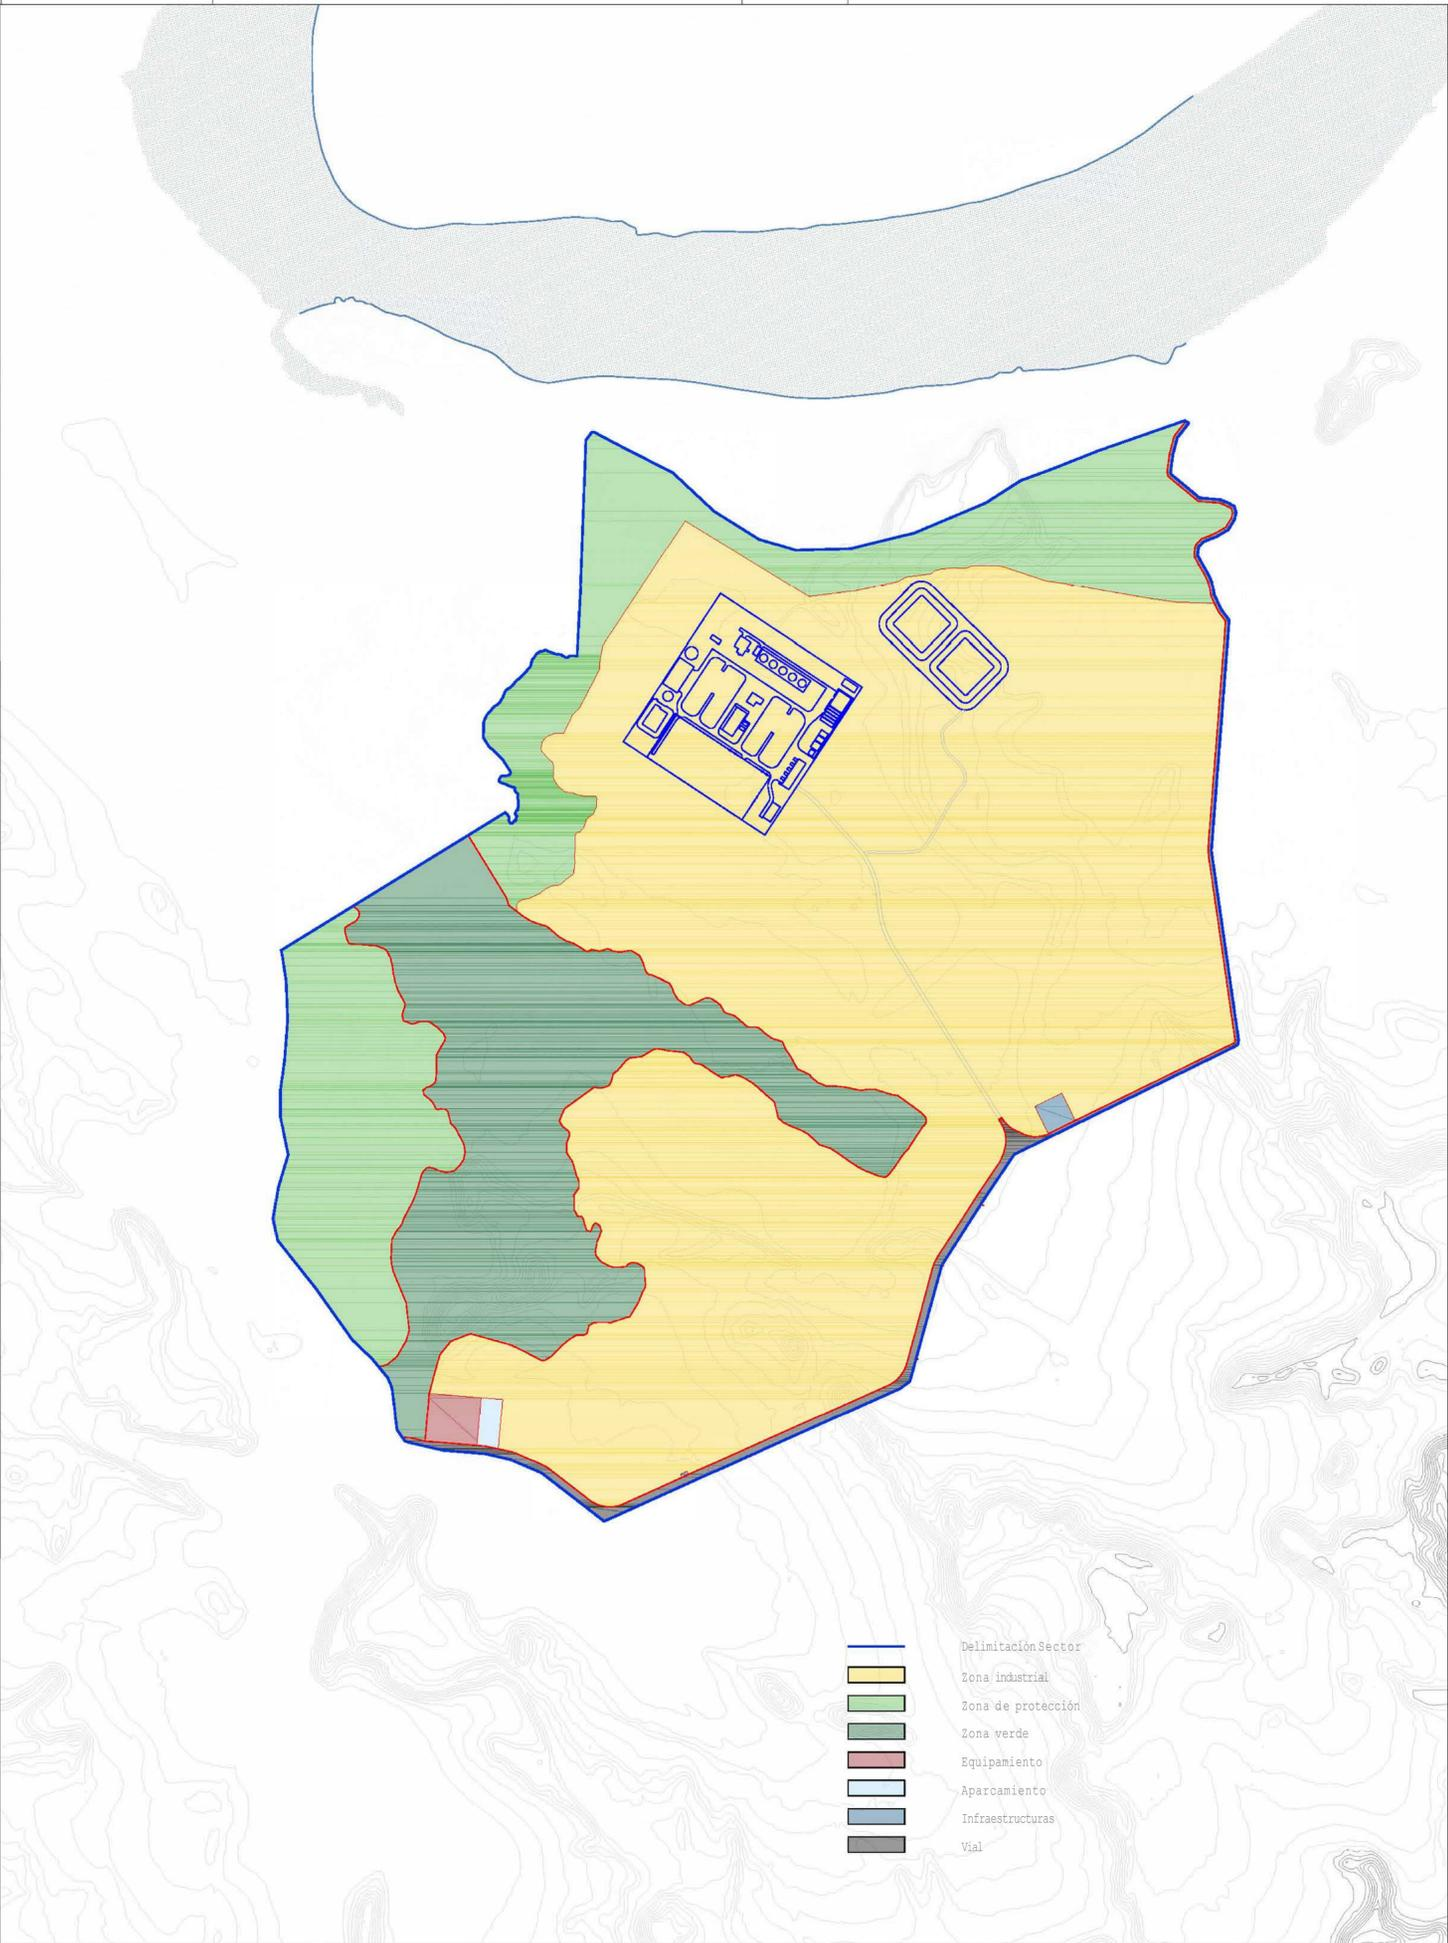 Delimitación Sector
Zona industrial
Zona de protección
Zona verde
Equipamiento
Aparcamiento
Infraestructuras
Vial